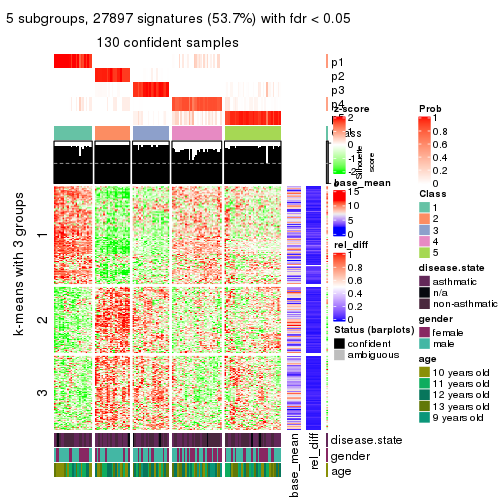 5 subgroups, 27897 signatures (53.7%) with fdr < 0.05
130 confident samples
p1
p2
p3
p4
p5
Class
Silhouette
score
k-means with 3 groups
1
2
3
z-score
2
1
0
-1
-2
base_mean
15
10
5
0
rel_diff
1
0.8
0.6
0.4
0.2
0
Status (barplots)
confident
ambiguous
Prob
1
0.8
0.6
0.4
0.2
0
Class
1
2
3
4
5
disease.state
asthmatic
n/a
non-asthmatic
gender
female
male
age
10 years old
11 years old
12 years old
13 years old
9 years old
disease.state
gender
age
base_mean
rel_diff